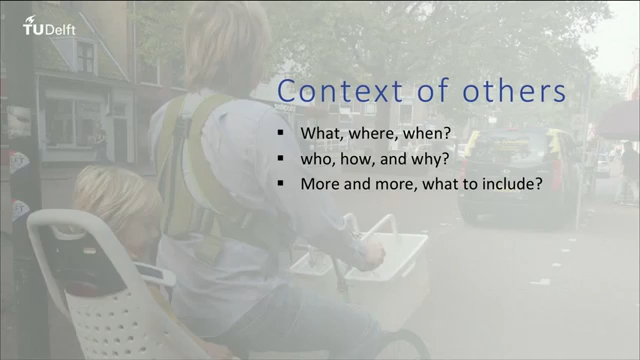 TUDelft
Context of others
What, where, when?
who, how, and why?
More and more, what to include?